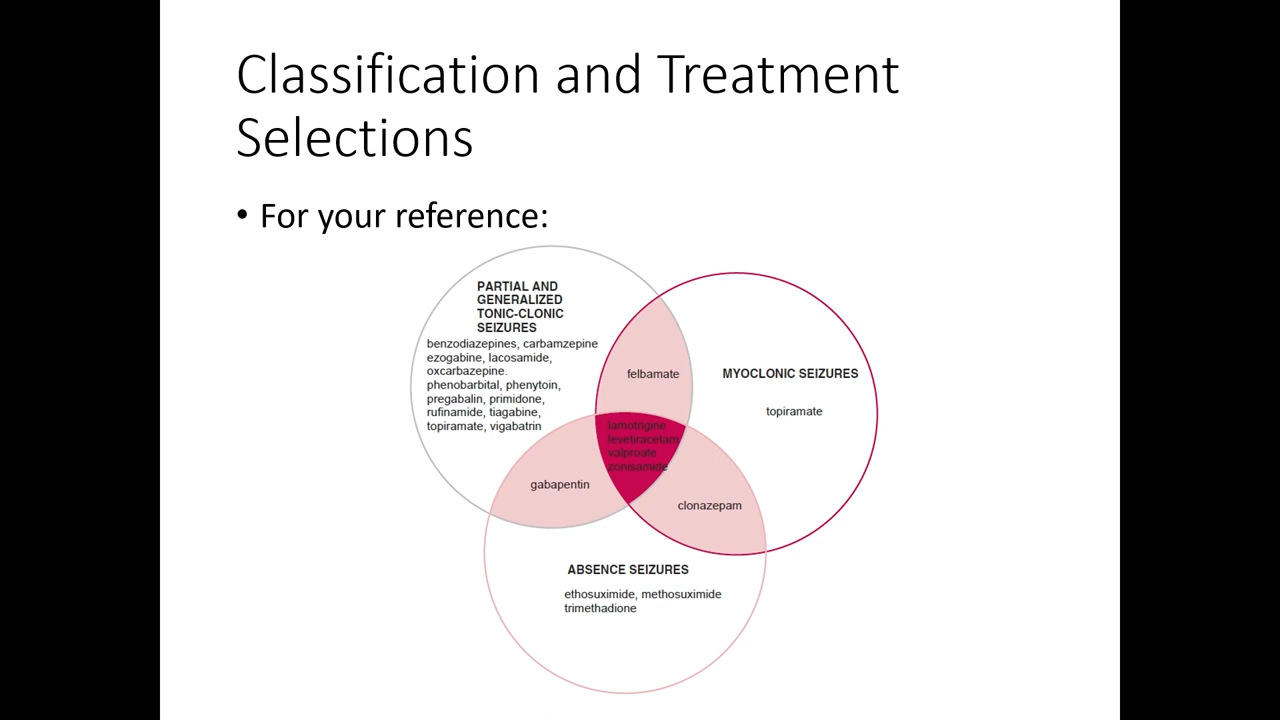 Classification and Treatment
Selections
• For your reference:
PARTIAL AND
GENERALIZED
TONIC-CLONIC
SEIZURES
benzodiazepines, carbamzepine
ezogabine, lacosamide,
oxcarbazepine.
phenobarbital, phenytoin,
pregabalin, primidone,
rufinamide, tiagabine,
topiramate, vigabatrin
felbamate
MYOCLONIC SEIZURES
topiramate
lamotrigine
levetiracetam
valproate
zonisamide
gabapentin
clonazepam
ABSENCE SEIZURES
ethosuximide, methosuximide
trimethadione